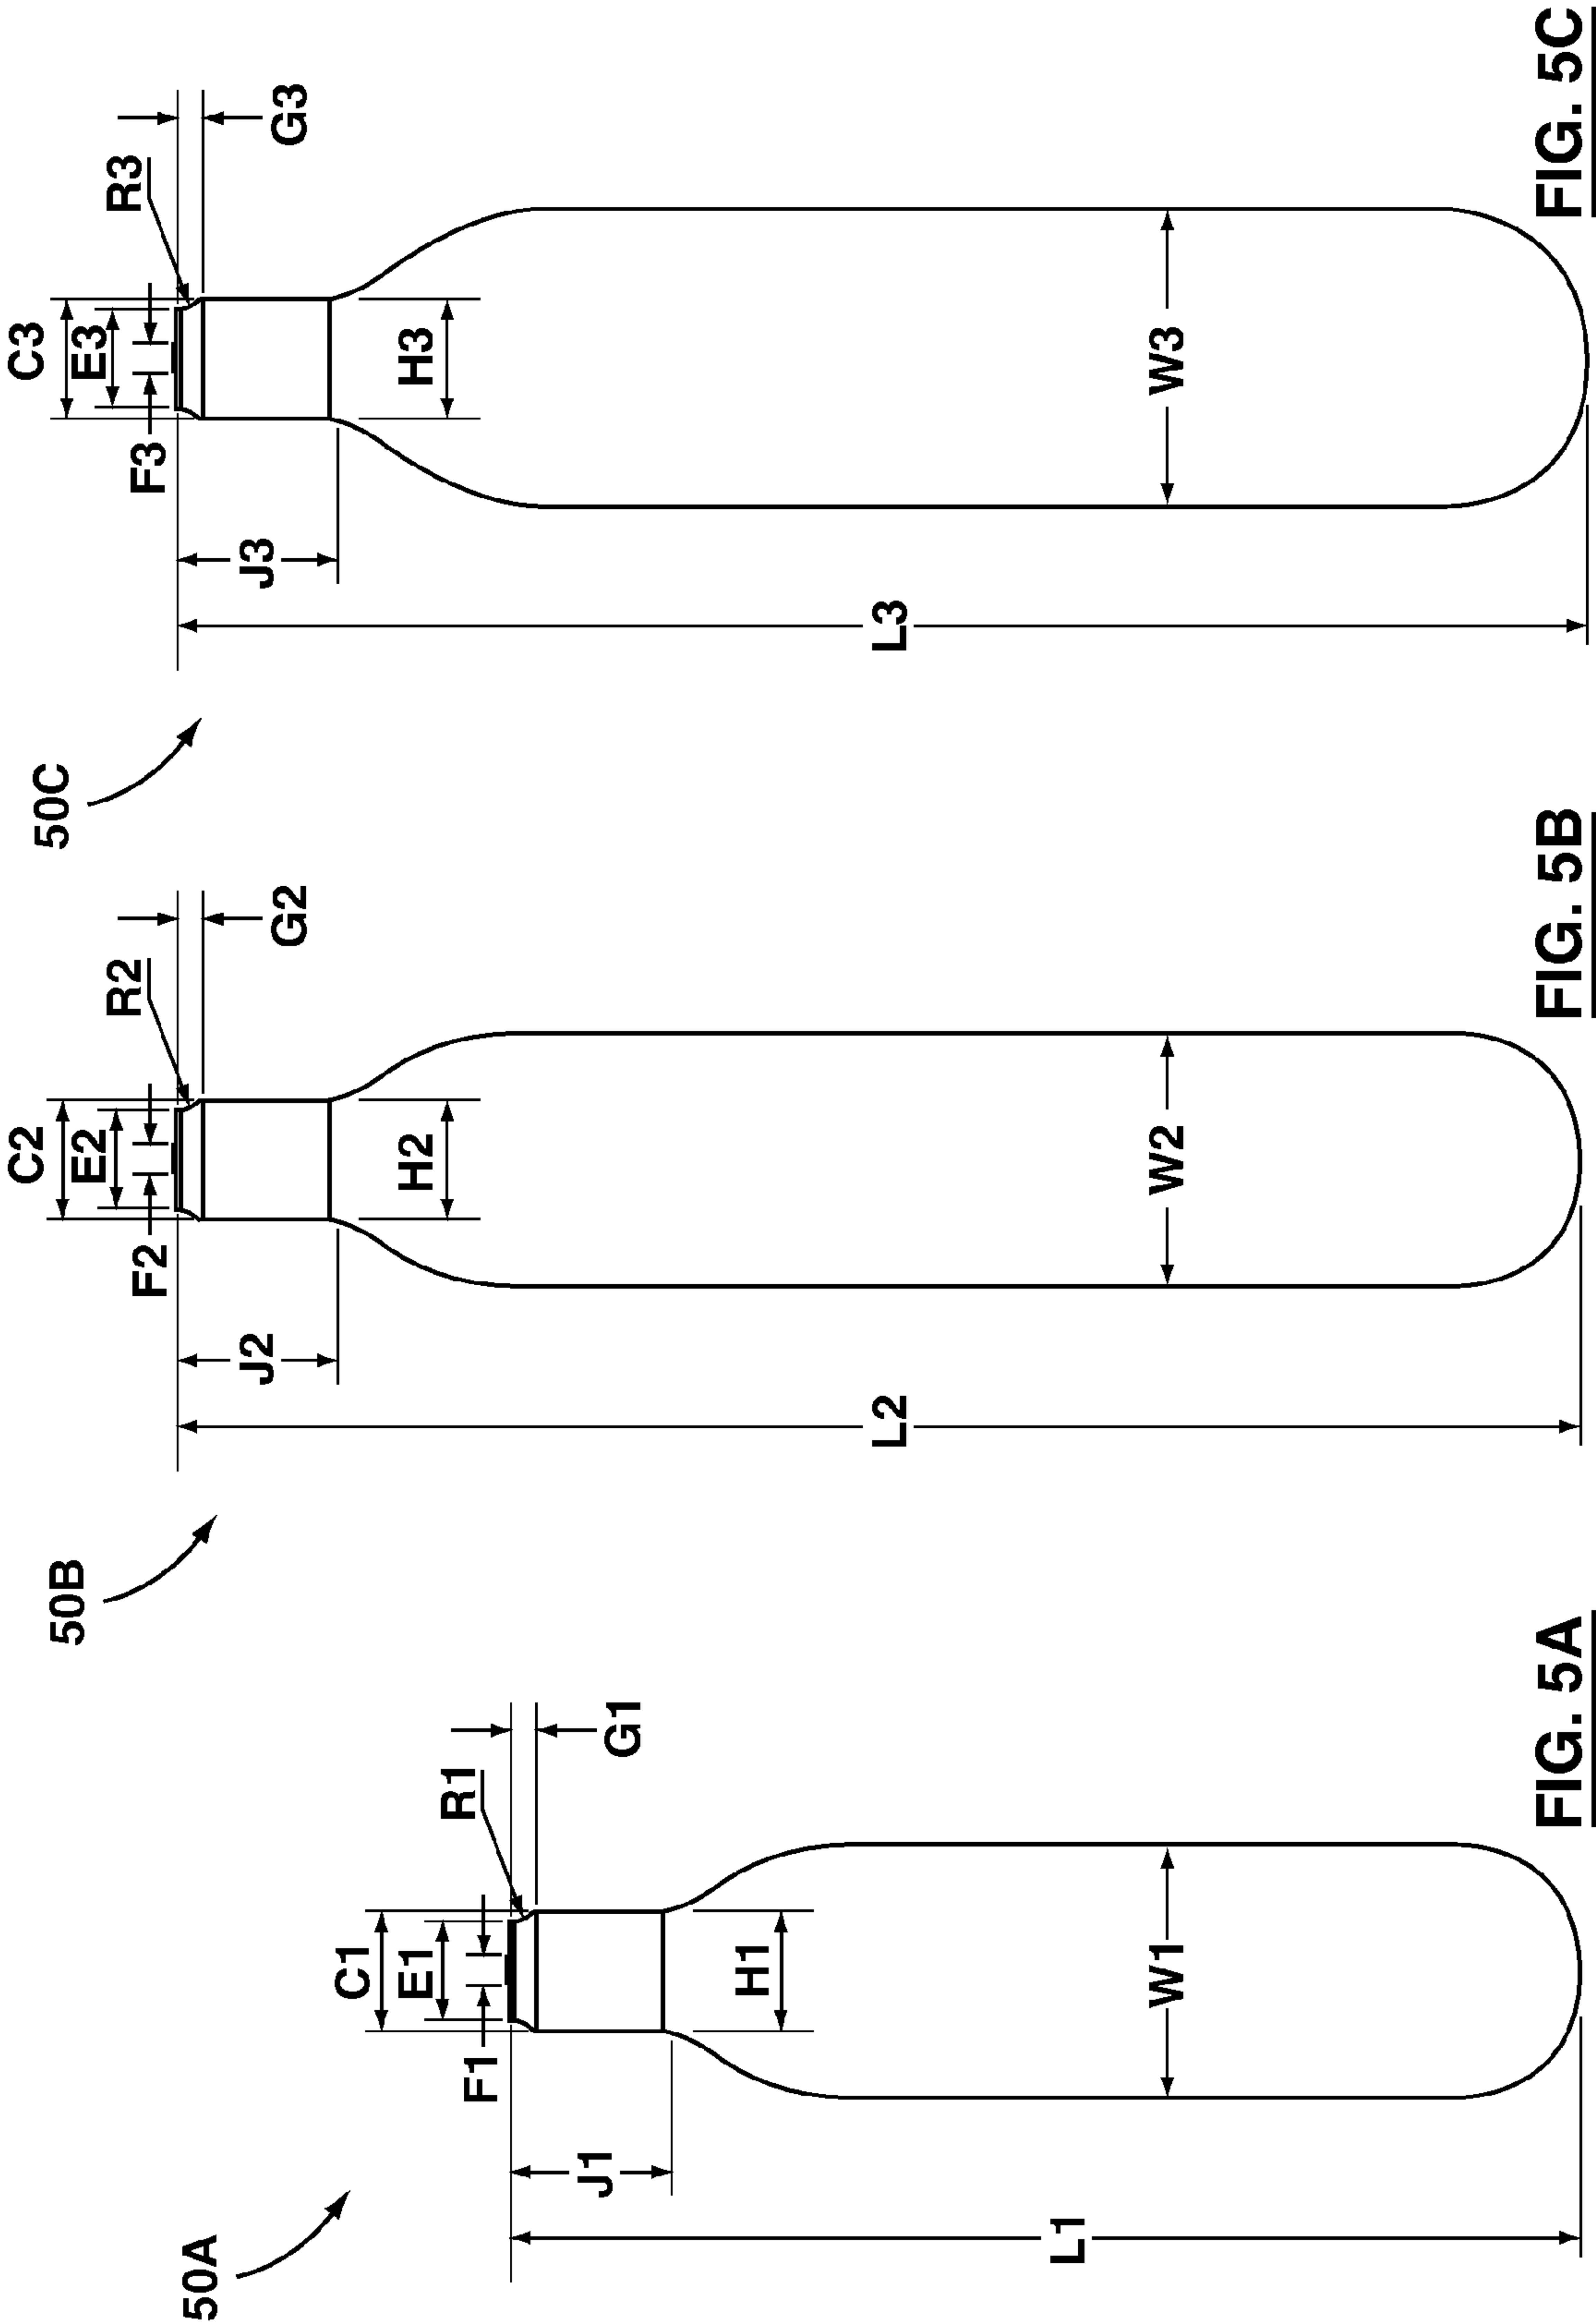 50A
C1
E1
F1
R1
G1
J1
H1
L1
W1
FIG. 5A
50B
C2
E2
F2
R2
G2
J2
H2
L2
W2
FIG. 5B
50C
C3
E3
F3
R3
G3
J3
H3
L3
W3
FIG. 5C